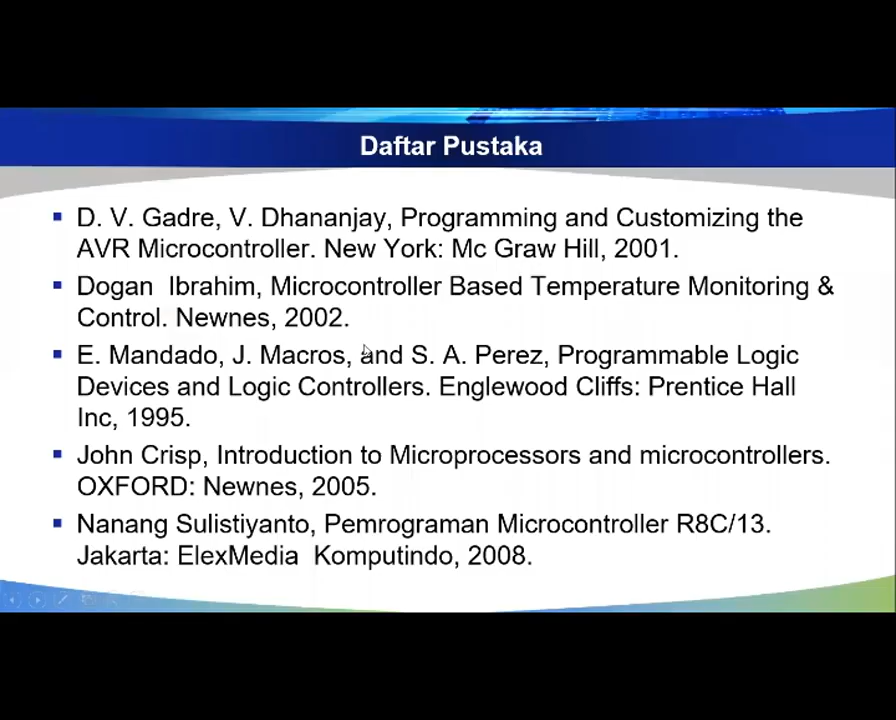 Daftar Pustaka
D. V. Gadre, V. Dhananjay, Programming and Customizing the
AVR Microcontroller. New York: Mc Graw Hill, 2001.
Dogan Ibrahim, Microcontroller Based Temperature Monitoring &
Control. Newnes, 2002.
E. Mandado, J. Macros, and S. A. Perez, Programmable Logic
Devices and Logic Controllers. Englewood Cliffs: Prentice Hall
Inc, 1995.
John Crisp, Introduction to Microprocessors and microcontrollers.
OXFORD: Newnes, 2005.
Nanang Sulistiyanto, Pemrograman Microcontroller R8C/13.
Jakarta: ElexMedia Komputindo, 2008.